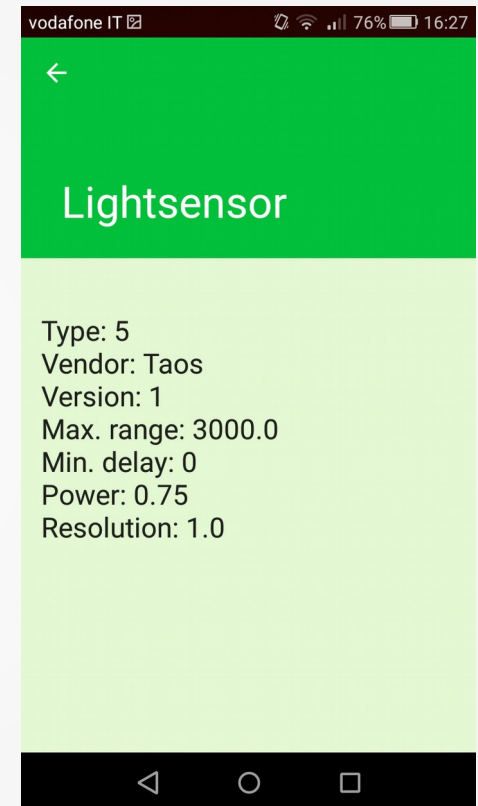 vodafone IT 76% 16:27
Lightsensor
Type: 5
Vendor: Taos
Version: 1
Max. range: 3000.0
Min. delay: 0
Power: 0.75
Resolution: 1.0